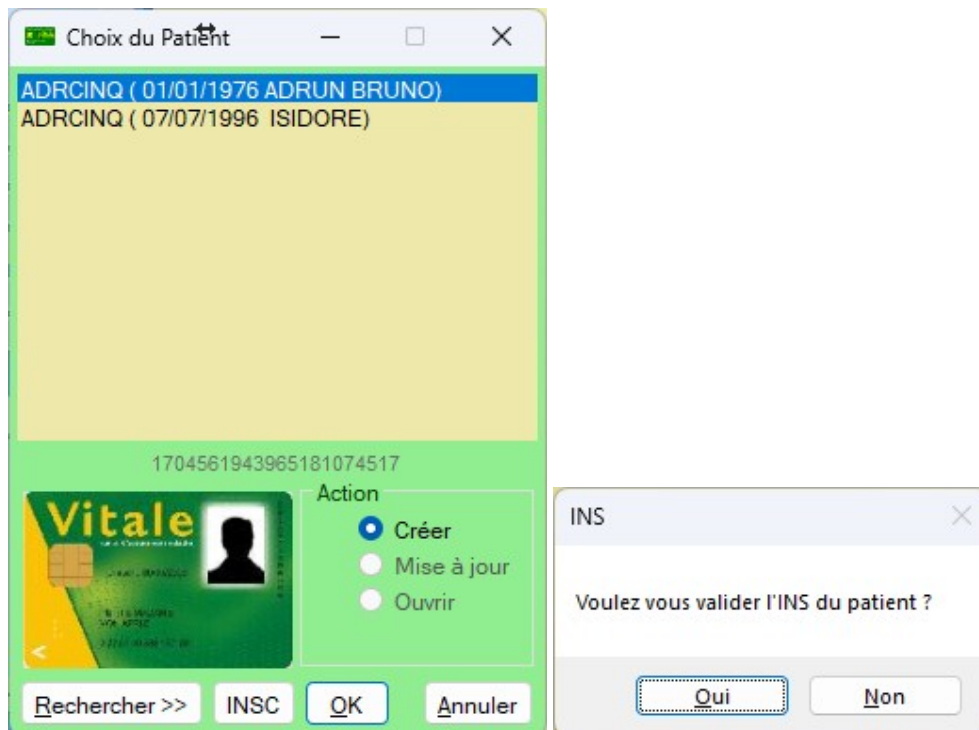 Choix du Patient
ADRCINQ ( 01/01/1976 ADRUN BRUNO)
ADRCINQ ( 07/07/1996  ISIDORE)
1704561943965181074517
Vitale
Action
Créer
Mise à jour
Ouvrir
Rechercher >>
INSC
OK
Annuler
INS
Voulez vous valider l'INS du patient ?
Oui
Non